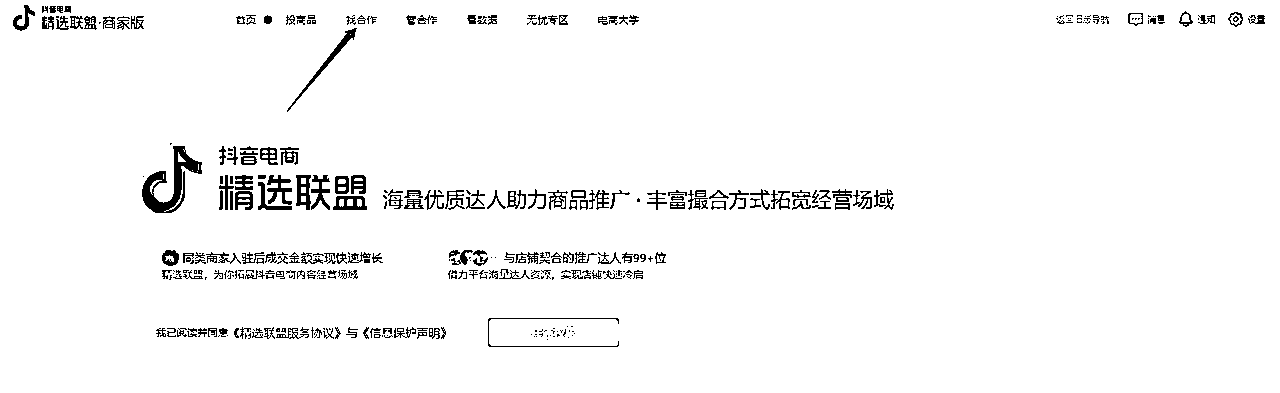 抖音电商
精选联盟·商家版
首页 投商品 找合作 管合作 看数据 无忧专区 电商大学 返回旧版导航 消息 通知 设置
抖音电商
精选联盟 海量优质达人助力商品推广·丰富撮合方式拓宽经营场域
同类商家入驻后成交金额实现快速增长
精选联盟，为你拓展抖音电商内容经营场域
与店铺契合的推广达人有99+位
借力平台海量达人资源，实现店铺快速冷启
我已阅读并同意《精选联盟服务协议》与《信息保护声明》